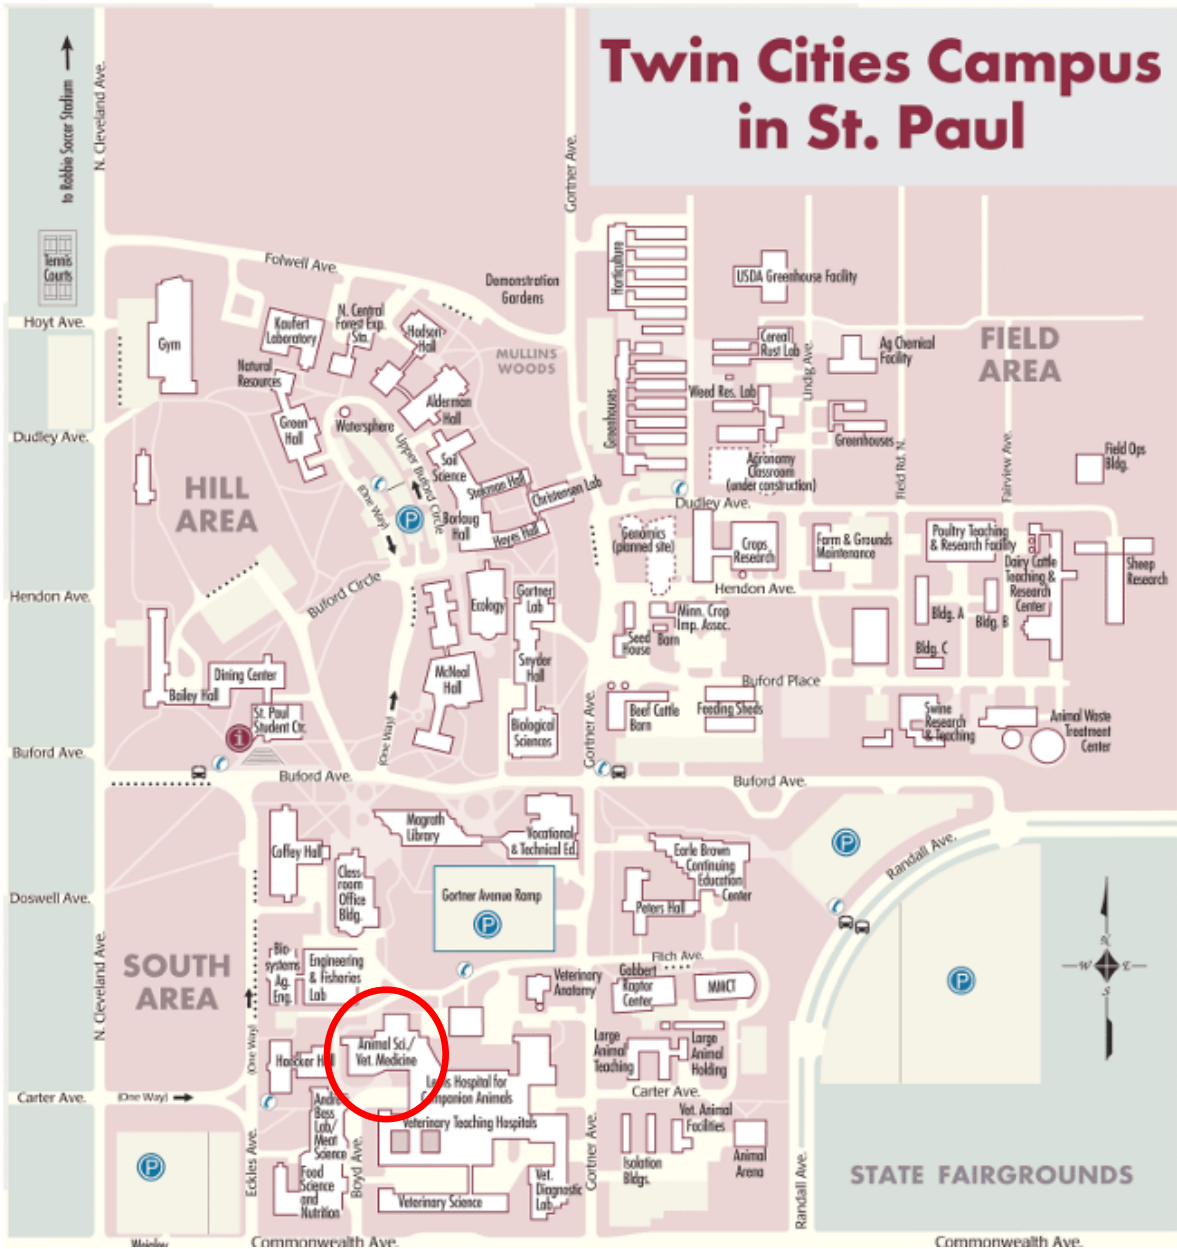 Twin Cities Campus
in St. Paul
to Robbie Soccer Stadium
N. Cleveland Ave.
Gortner Ave.
Tennis
Courts
Folwell Ave.
Demonstration
Gardens
Horticulture
USDA Greenhouse Facility
Hoyt Ave.
Gym
Kaufert
Laboratory
N. Central
Forest Exp.
Sta.
Hodson
Hall
MULLINS
WOODS
Cereal
Rust Lab
Lindig Ave.
Ag Chemical
Facility
FIELD
AREA
Natural
Resources
Green
Hall
Watersphere
Alderman
Hall
Greenhouses
Weed Res. Lab
Greenhouses
Dudley Ave.
Upper Buford Circle
(One Way)
Soil
Science
Stakman Hall
Christensen Lab
Agronomy
Classroom
(under construction)
Field Rd. N.
Fairview Ave.
Field Ops
Bldg.
HILL
AREA
P
Borlaug
Hall
Hayes Hall
Dudley Ave.
Genomics
(planned site)
Crops
Research
Farm & Grounds
Maintenance
Poultry Teaching
& Research Facility
Dairy Cattle
Teaching &
Research
Center
Sheep
Research
Hendon Ave.
Buford Circle
Ecology
Gortner
Lab
Hendon Ave.
Seed
House
Barn
Minn. Crop
Imp. Assoc.
Bldg. A
Bldg. B
Bldg. C
Dining Center
Bailey Hall
McNeal
Hall
Snyder
Hall
Buford Place
St. Paul
Student Ctr.
i
(One Way)
Biological
Sciences
Gortner Ave.
Beef Cattle
Barn
Feeding Sheds
Swine
Research
& Teaching
Animal Waste
Treatment
Center
Buford Ave.
Buford Ave.
Buford Ave.
Coffey Hall
Magrath
Library
Vocational
& Technical Ed.
Class-
room
Office
Bldg.
Earle Brown
Continuing
Education
Center
P
Randall Ave.
Doswell Ave.
Gortner Avenue Ramp
P
Peters Hall
N. Cleveland Ave.
SOUTH
AREA
Bio-
systems
Ag.
Eng.
Engineering
& Fisheries
Lab
Fitch Ave.
Veterinary
Anatomy
Gabbert
Raptor
Center
MMCT
P
N
W
E
S
(One Way)
Haecker Hall
Animal Sci./
Vet. Medicine
Large
Animal
Teaching
Large
Animal
Holding
Hospital for
Companion Animals
Carter Ave.
(One Way)
Carter Ave.
Bass
Lab/
Meat
Science
Veterinary Teaching Hospitals
Vet. Animal
Facilities
Isolation
Bldgs.
Animal
Arena
P
Eckles Ave.
Food
Science
and
Nutrition
Boyd Ave.
Veterinary Science
Vet.
Diagnostic
Lab
Gortner Ave.
Randall Ave.
STATE FAIRGROUNDS
Commonwealth Ave.
Commonwealth Ave.